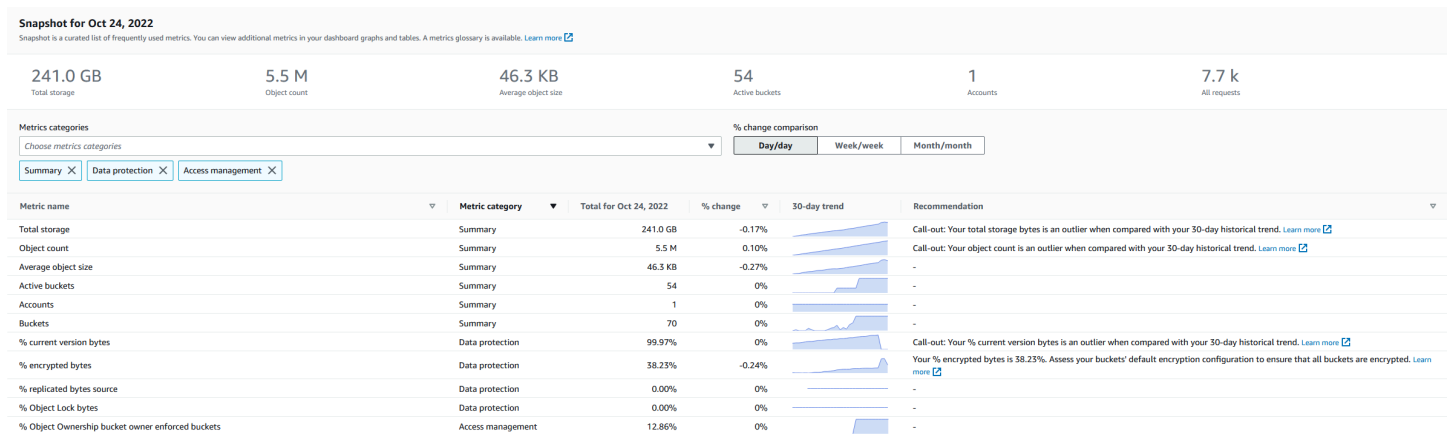 Snapshot for Oct 24, 2022
Snapshot is a curated list of frequently used metrics. You can view additional metrics in your dashboard graphs and tables. A metrics glossary is available. Learn more
241.0 GB 5.5 M 46.3 KB 54 1 7.7 k
Total storage Object count Average object size Active buckets Accounts All requests
Metrics categories % change comparison
Choose metrics categories Day/day Week/week Month/month
Summary Data protection Access management
Metric name Metric category Total for Oct 24, 2022 % change 30-day trend Recommendation
Total storage Summary 241.0 GB -0.17% Call-out: Your total storage bytes is an outlier when compared with your 30-day historical trend. Learn more
Object count Summary 5.5 M 0.10% Call-out: Your object count is an outlier when compared with your 30-day historical trend. Learn more
Average object size Summary 46.3 KB -0.27% -
Active buckets Summary 54 0% -
Accounts Summary 1 0% -
Buckets Summary 70 0% -
% current version bytes Data protection 99.97% 0% Call-out: Your % current version bytes is an outlier when compared with your 30-day historical trend. Learn more
% encrypted bytes Data protection 38.23% -0.24% Your % encrypted bytes is 38.23%. Assess your buckets' default encryption configuration to ensure that all buckets are encrypted. Learn
more
% replicated bytes source Data protection 0.00% 0% -
% Object Lock bytes Data protection 0.00% 0% -
% Object Ownership bucket owner enforced buckets Access management 12.86% 0% -